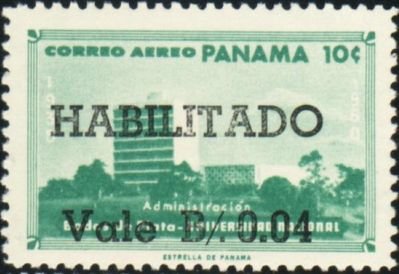 CORREO AEREO PANAMA 10¢
HABILITADO
Administración
UNIVERSIDAD NACIONAL
Vale B/. 0.04
ESTRELLA DE PANAMA